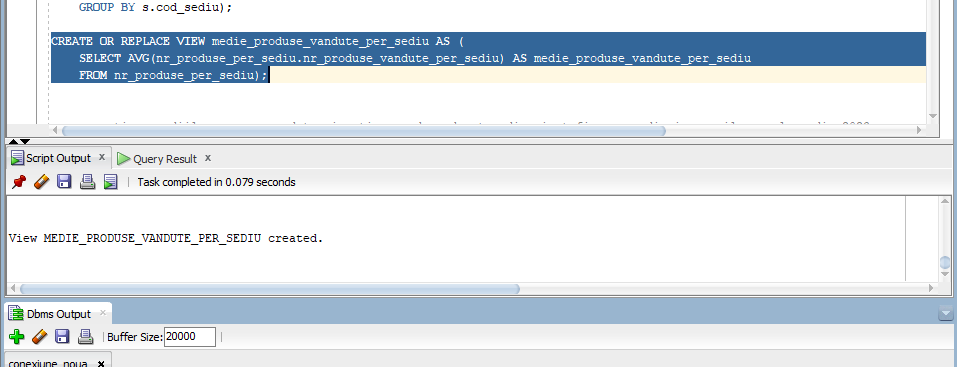 GROUP BY s.cod_sediu);
CREATE OR REPLACE VIEW medie_produse_vandute_per_sediu AS (
SELECT AVG(nr_produse_per_sediu.nr_produse_vandute_per_sediu) AS medie_produse_vandute_per_sediu
FROM nr_produse_per_sediu);
Script Output x Query Result x
Task completed in 0.079 seconds
View MEDIE_PRODUSE_VANDUTE_PER_SEDIU created.
Dbms Output x
Buffer Size: 20000
conexiune_noua x